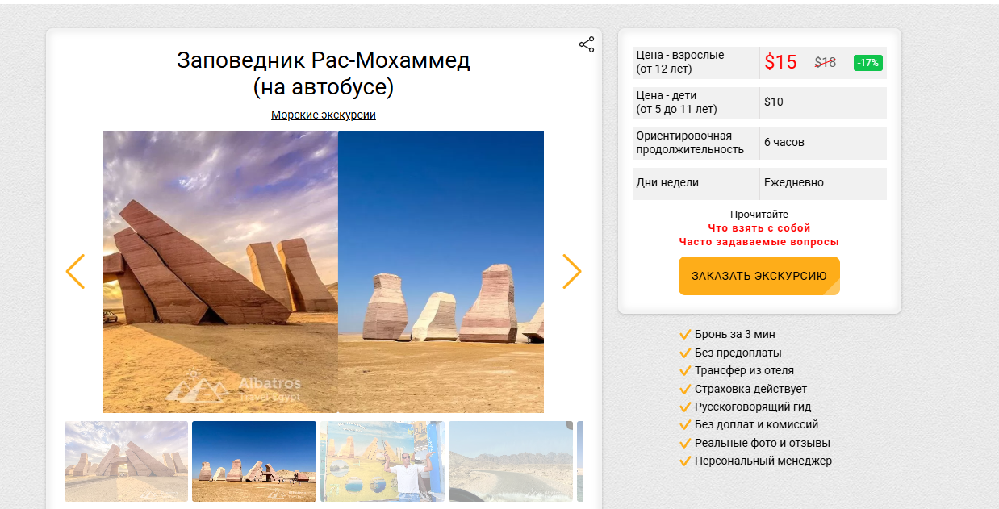 Заповедник Рас-Мохаммед
(на автобусе)
Морские экскурсии
Albatros
Travel Egypt
Цена - взрослые
(от 12 лет)
$15 $18 -17%
Цена - дети
(от 5 до 11 лет)
$10
Ориентировочная
продолжительность
6 часов
Дни недели
Ежедневно
Прочитайте
Что взять с собой
Часто задаваемые вопросы
ЗАКАЗАТЬ ЭКСКУРСИЮ
Бронь за 3 мин
Без предоплаты
Трансфер из отеля
Страховка действует
Русскоговорящий гид
Без доплат и комиссий
Реальные фото и отзывы
Персональный менеджер